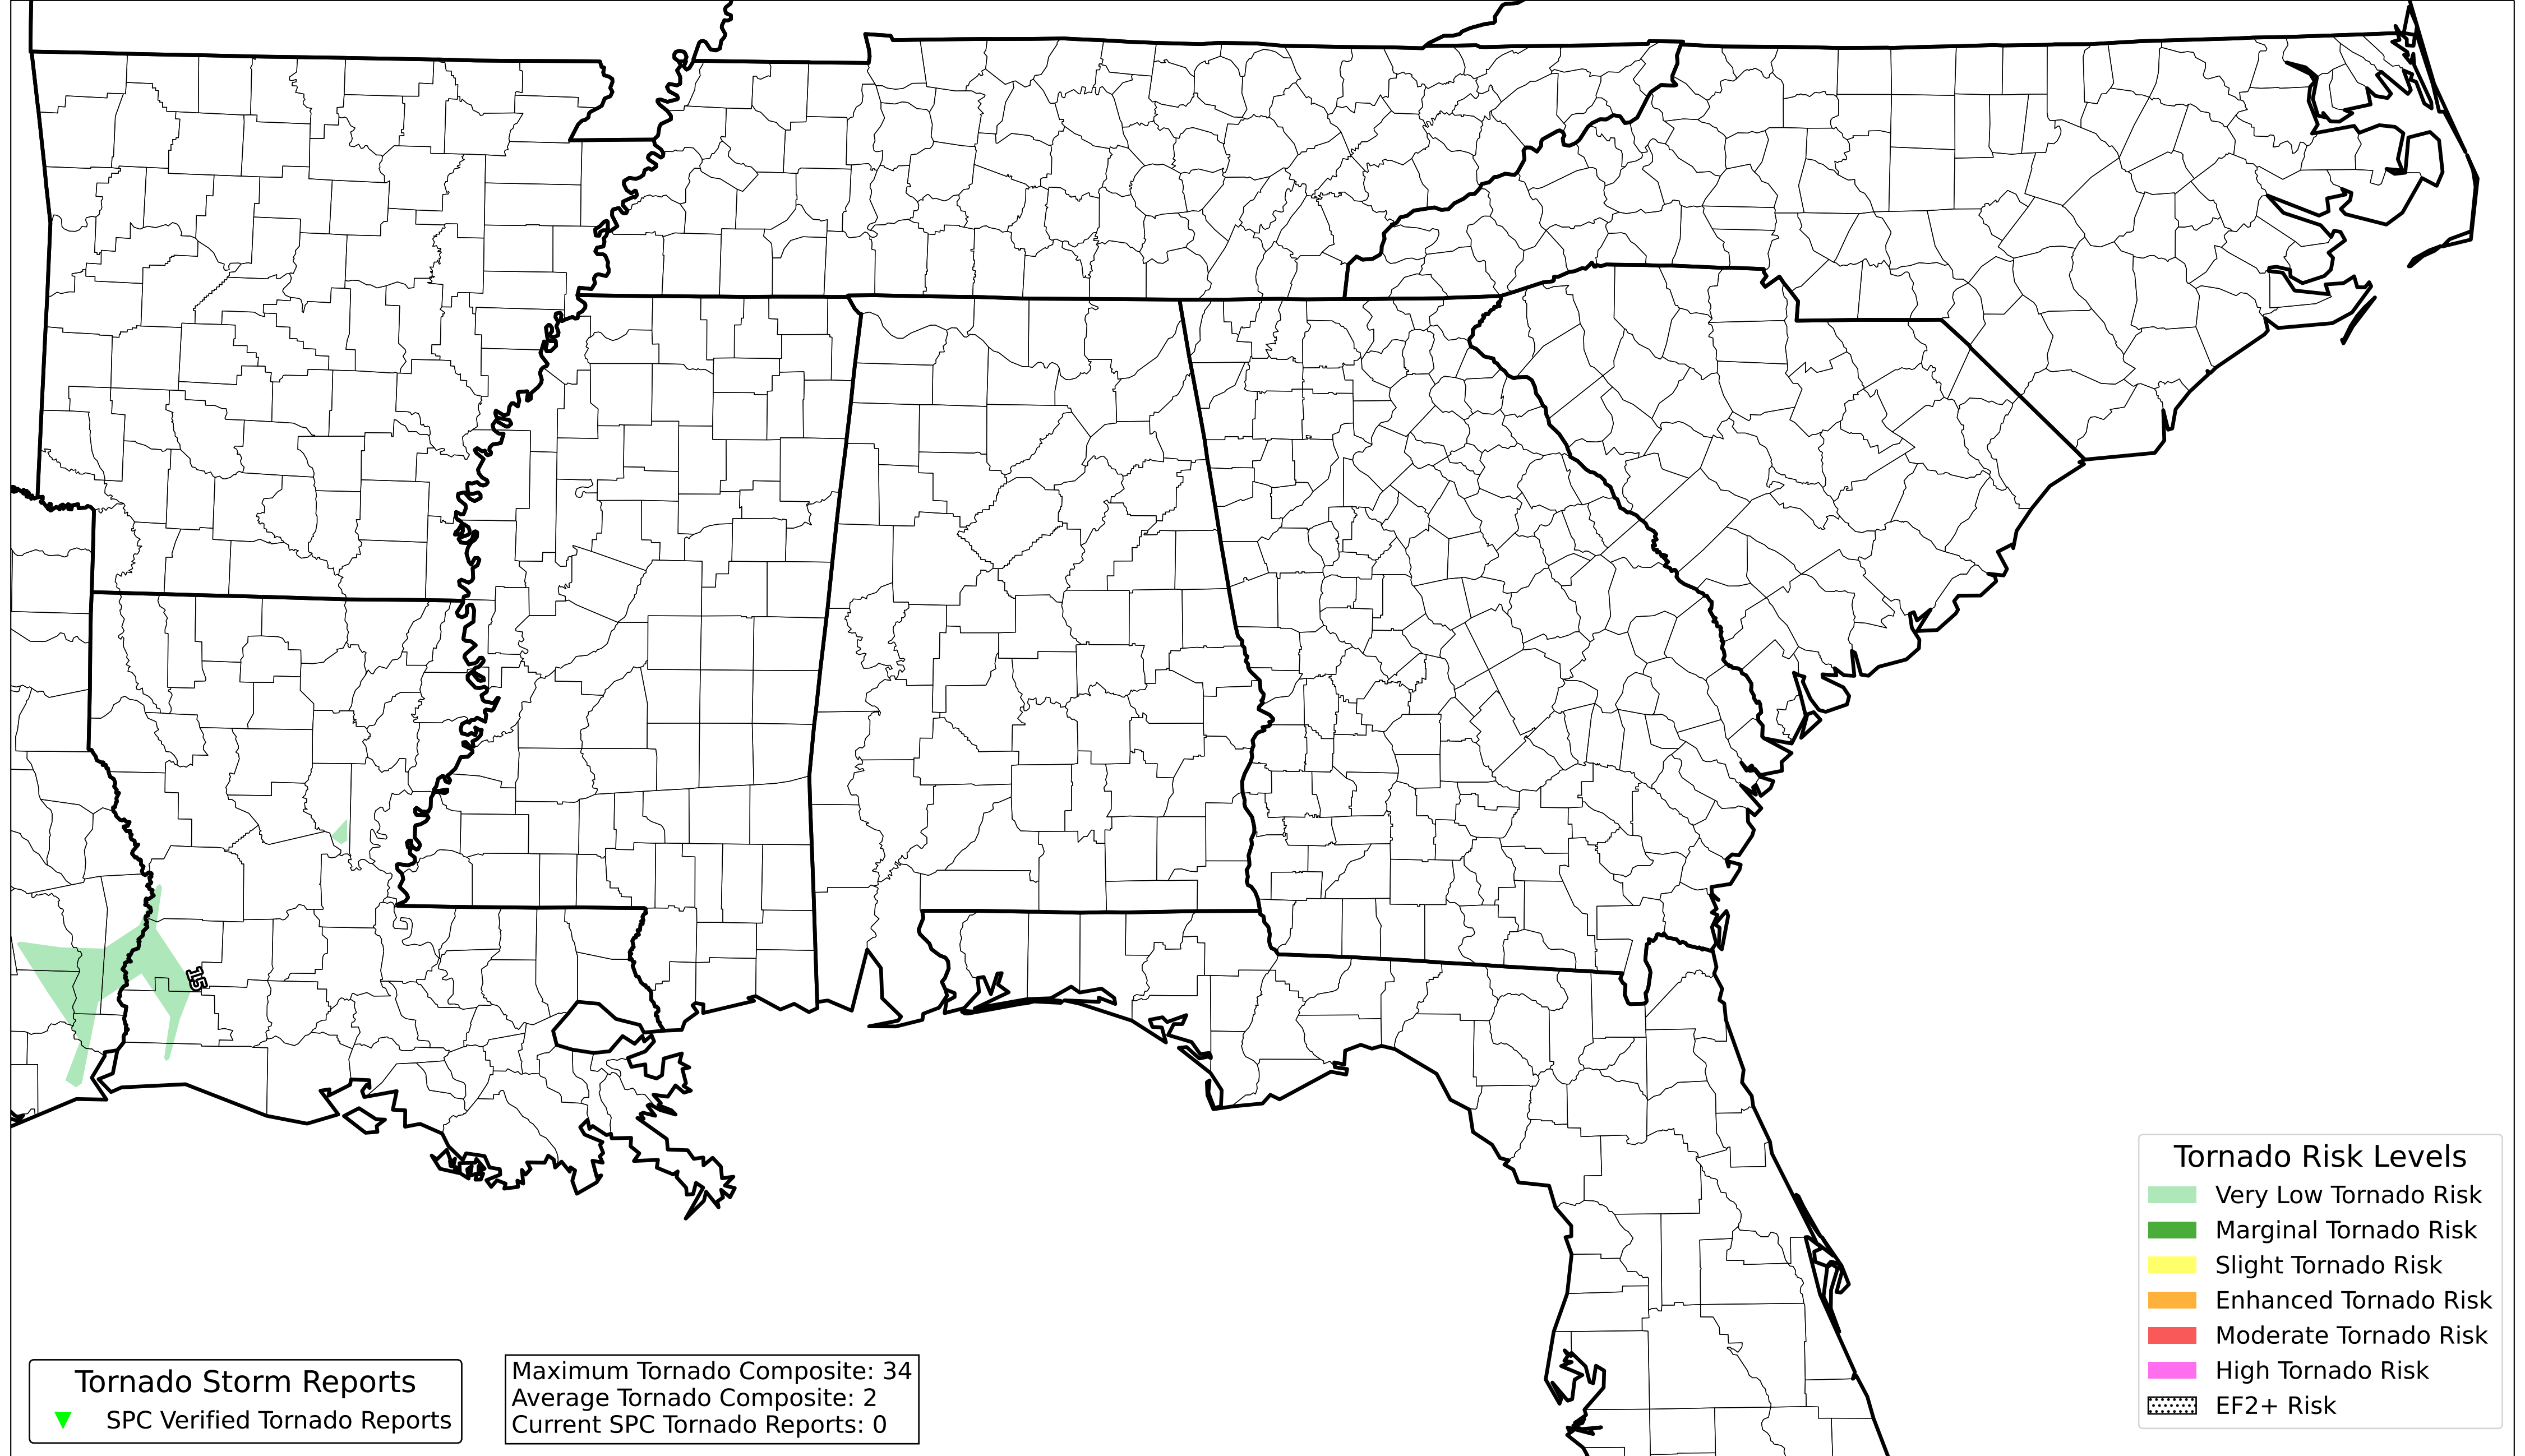 15
Tornado Risk Levels
Very Low Tornado Risk
Marginal Tornado Risk
Slight Tornado Risk
Enhanced Tornado Risk
Moderate Tornado Risk
High Tornado Risk
EF2+ Risk
Tornado Storm Reports
SPC Verified Tornado Reports
Maximum Tornado Composite: 34
Average Tornado Composite: 2
Current SPC Tornado Reports: 0